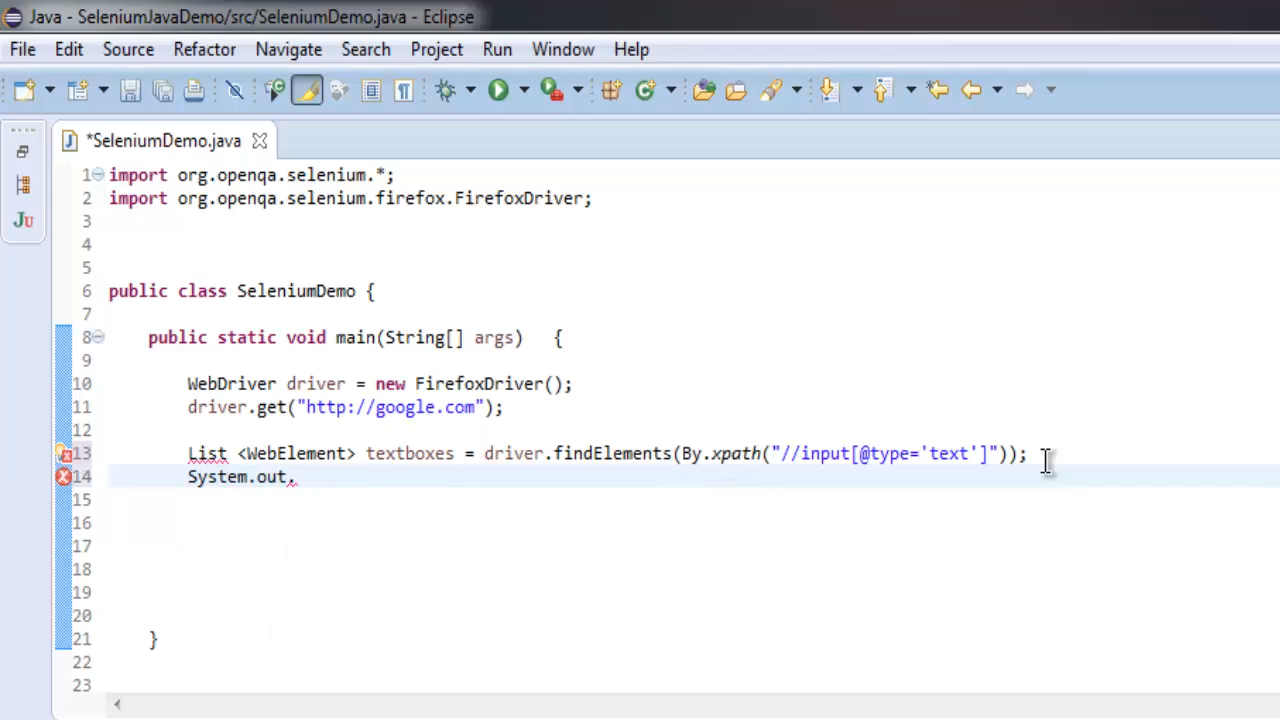 Java - SeleniumJavaDemo/src/SeleniumDemo.java - Eclipse
File Edit Source Refactor Navigate Search Project Run Window Help
*SeleniumDemo.java
1 import org.openqa.selenium.*;
2 import org.openqa.selenium.firefox.FirefoxDriver;
3
4
5
6 public class SeleniumDemo {
7
8 public static void main(String[] args) {
9
10 WebDriver driver = new FirefoxDriver();
11 driver.get("http://google.com");
12
13 List <WebElement> textboxes = driver.findElements(By.xpath("//input[@type='text']"));
14 System.out.
15
16
17
18
19
20
21 }
22
23
JU